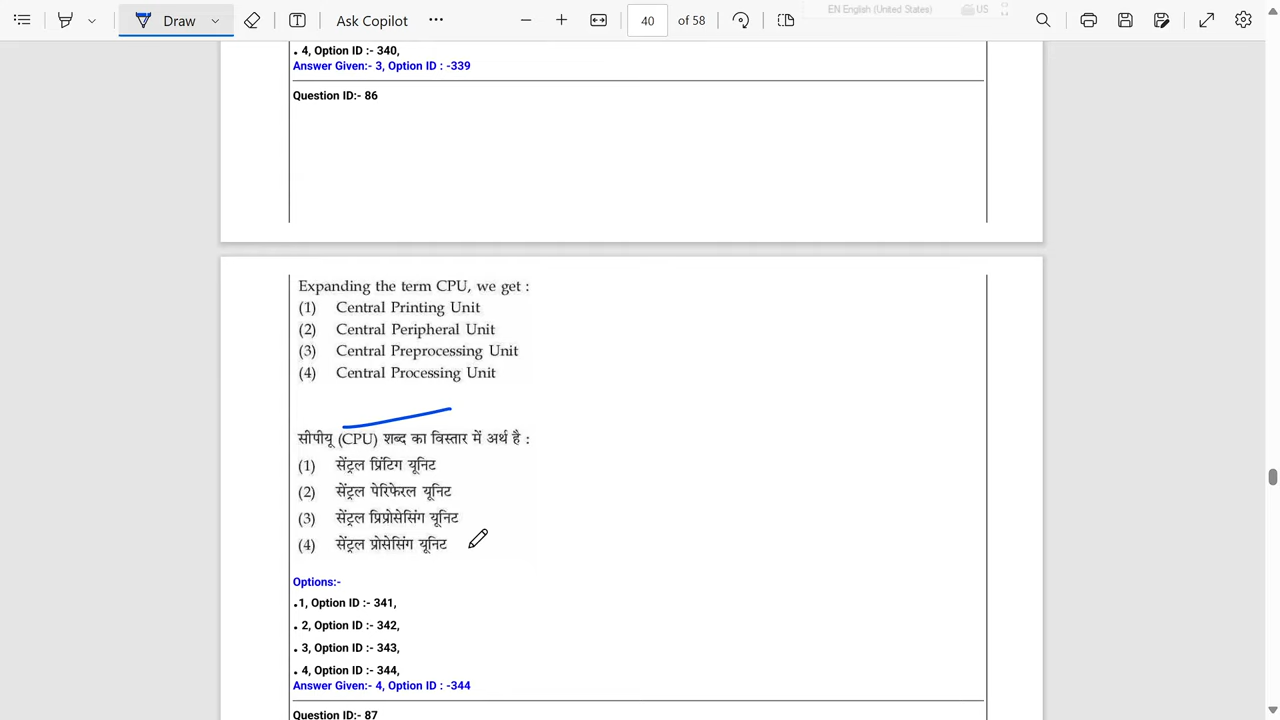 Draw
Ask Copilot
40 of 58
EN English (United States)
US
. 4, Option ID :- 340,
Answer Given:- 3, Option ID : -339
Question ID:- 86
Expanding the term CPU, we get :
(1) Central Printing Unit
(2) Central Peripheral Unit
(3) Central Preprocessing Unit
(4) Central Processing Unit
सीपीयू (CPU) शब्द का विस्तार में अर्थ है :
(1) सेंट्रल प्रिंटिग यूनिट
(2) सेंट्रल पेरिफेरल यूनिट
(3) सेंट्रल प्रिप्रोसेसिंग यूनिट
(4) सेंट्रल प्रोसेसिंग यूनिट
Options:-
.1, Option ID :- 341,
. 2, Option ID :- 342,
. 3, Option ID :- 343,
. 4, Option ID :- 344,
Answer Given:- 4, Option ID : -344
Question ID:- 87